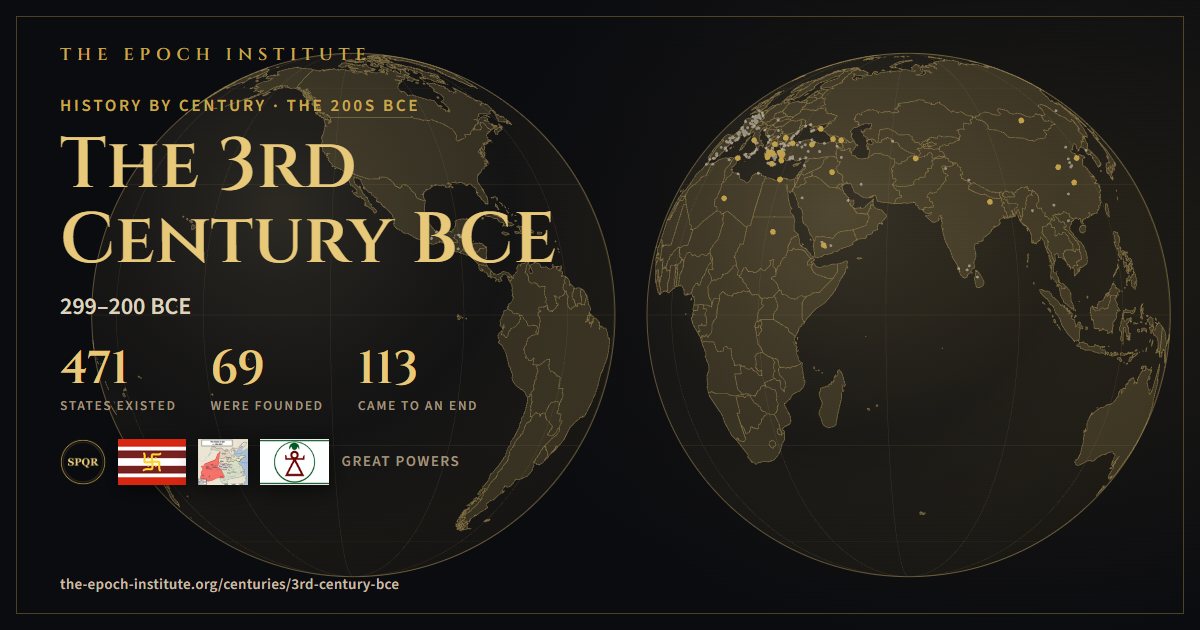 THE EPOCH INSTITUTE
HISTORY BY CENTURY · THE 200S BCE
THE 3RD
CENTURY BCE
299–200 BCE
471 69 113
STATES EXISTED WERE FOUNDED CAME TO AN END
SPQR GREAT POWERS
the-epoch-institute.org/centuries/3rd-century-bce